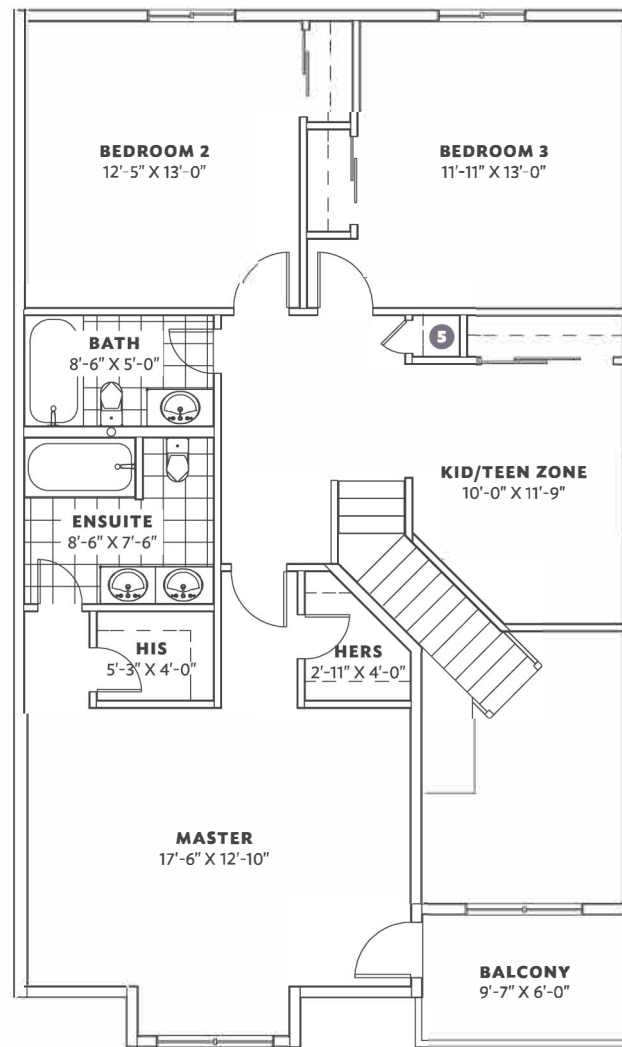 BEDROOM 2
12'-5" X 13'-0"
BEDROOM 3
11'-11" X 13'-0"
BATH
8'-6" X 5'-0"
5
KID/TEEN ZONE
10'-0" X 11'-9"
ENSUITE
8'-6" X 7'-6"
HIS
5'-3" X 4'-0"
HERS
2'-11" X 4'-0"
MASTER
17'-6" X 12'-10"
BALCONY
9'-7" X 6'-0"